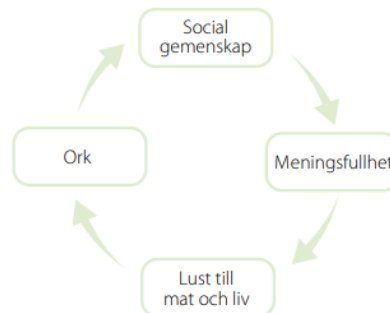 Social
gemenskap
Ork
Meningsfullhet
Lust till
mat och liv